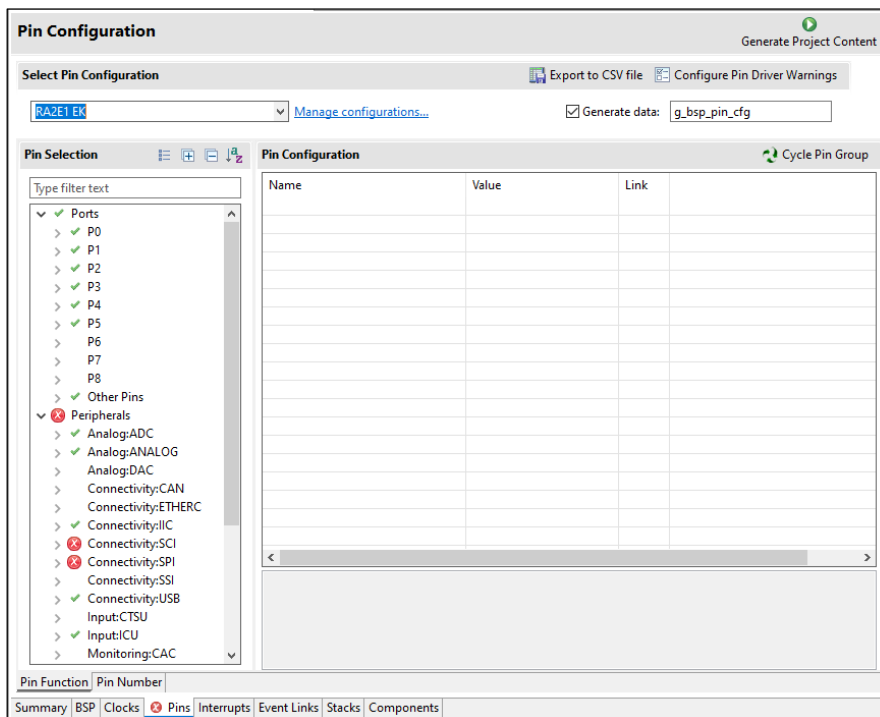 Pin Configuration
Generate Project Content
Select Pin Configuration
Export to CSV file
Configure Pin Driver Warnings
RA2E1 EK
Manage configurations...
Generate data:
g_bsp_pin_cfg
Pin Selection
Pin Configuration
Cycle Pin Group
Type filter text
Name Value Link
Ports
P0
P1
P2
P3
P4
P5
P6
P7
P8
Other Pins
Peripherals
Analog:ADC
Analog:ANALOG
Analog:DAC
Connectivity:CAN
Connectivity:ETHERC
Connectivity:IIC
Connectivity:SCI
Connectivity:SPI
Connectivity:SSI
Connectivity:USB
Input:CTSU
Input:ICU
Monitoring:CAC
Pin Function Pin Number
Summary BSP Clocks Pins Interrupts Event Links Stacks Components